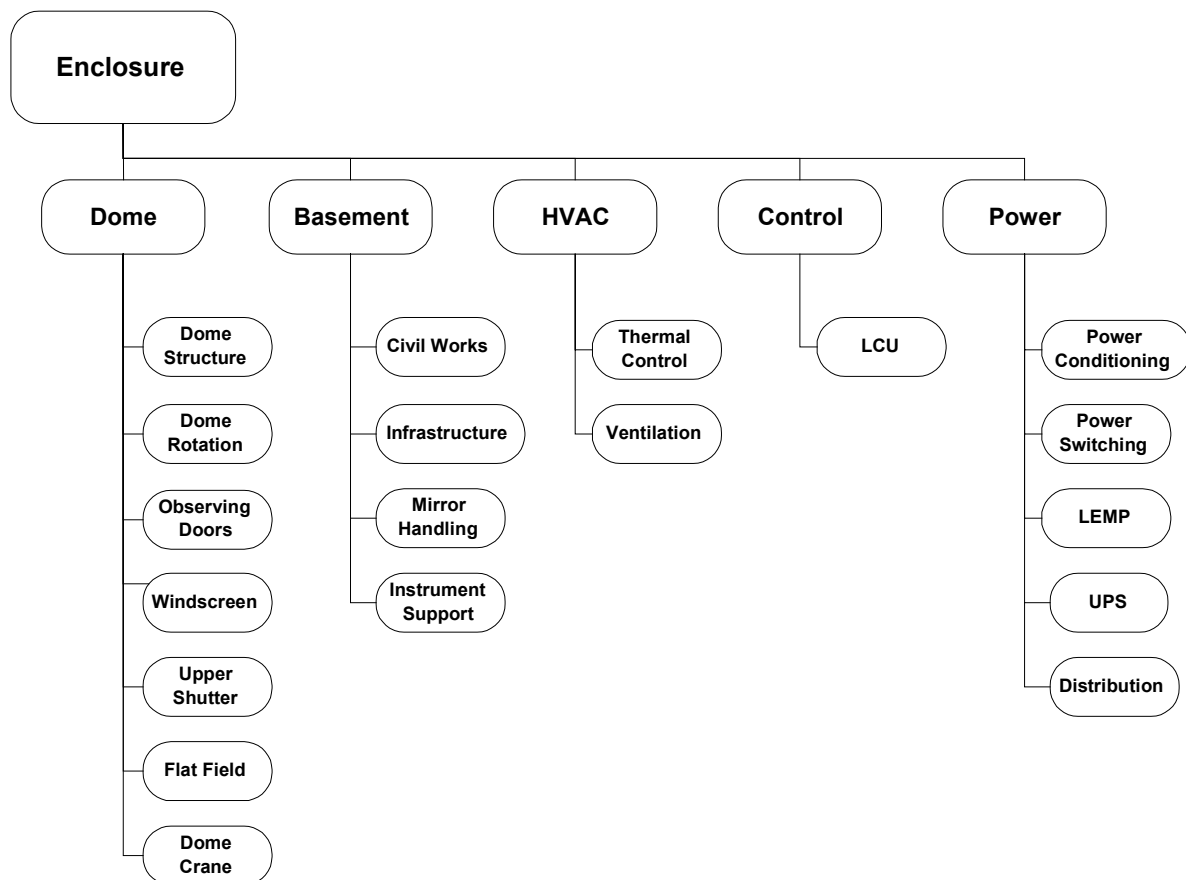 Enclosure
Dome
Basement
HVAC
Control
Power
Dome
Structure
Dome
Rotation
Observing
Doors
Windscreen
Upper
Shutter
Flat Field
Dome
Crane
Civil Works
Infrastructure
Mirror
Handling
Instrument
Support
Thermal
Control
Ventilation
LCU
Power
Conditioning
Power
Switching
LEMP
UPS
Distribution